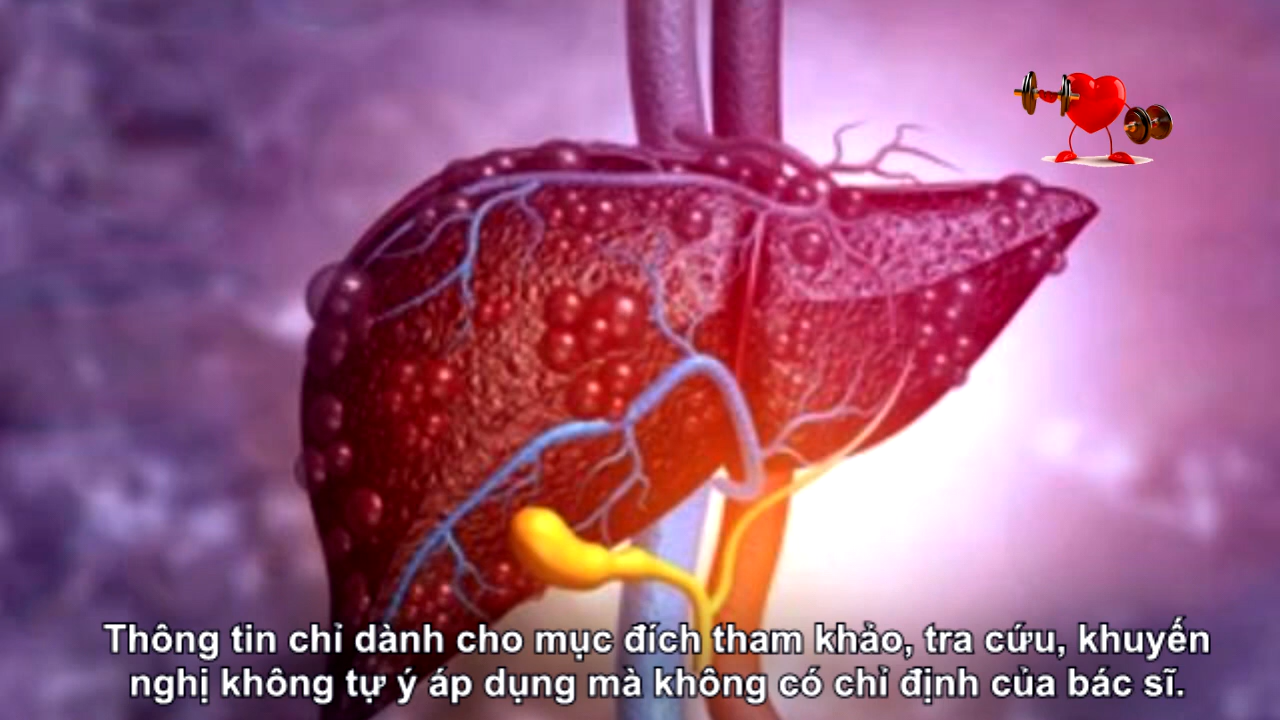 Thông tin chỉ dành cho mục đích tham khảo, tra cứu, khuyến
nghị không tự ý áp dụng mà không có chỉ định của bác sĩ.